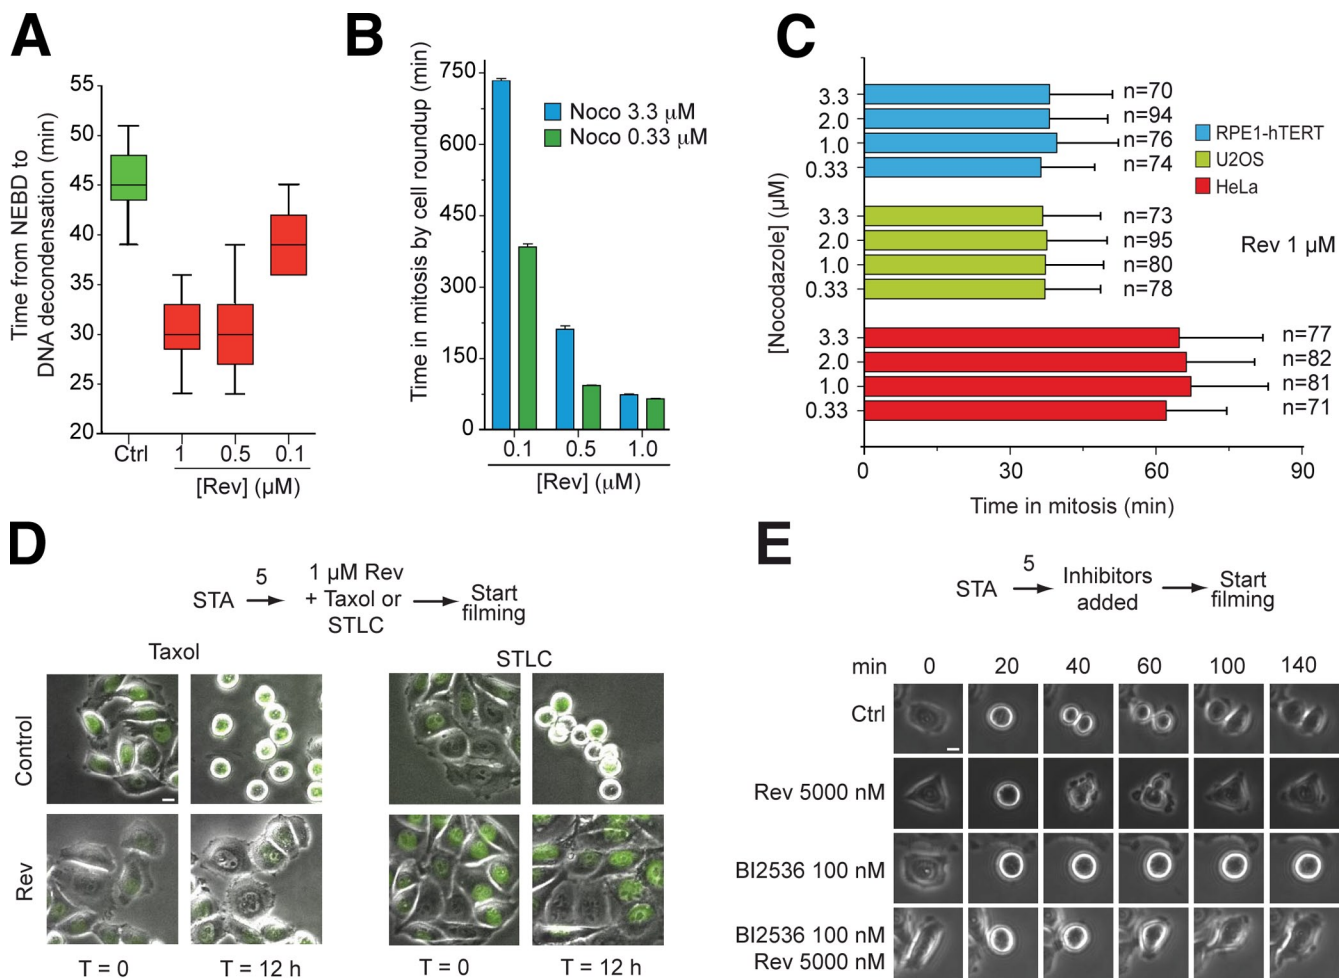 A
Time from NEBD to
DNA decondensation (min)
55
50
45
40
35
30
25
20
Ctrl 1 0.5 0.1
[Rev] (µM)
B
Time in mitosis by cell roundup (min)
750
600
450
300
150
0
Noco 3.3 µM
Noco 0.33 µM
0.1 0.5 1.0
[Rev] (µM)
C
[Nocodazole] (µM)
3.3 n=70
2.0 n=94
1.0 n=76
0.33 n=74
3.3 n=73
2.0 n=95
1.0 n=80
0.33 n=78
3.3 n=77
2.0 n=82
1.0 n=81
0.33 n=71
RPE1-hTERT
U2OS
HeLa
Rev 1 µM
0 30 60 90
Time in mitosis (min)
D
STA
5
1 µM Rev
+ Taxol or
STLC
Start
filming
Taxol
STLC
Control
Rev
T = 0 T = 12 h T = 0 T = 12 h
E
STA
5
Inhibitors
added
Start
filming
min 0 20 40 60 100 140
Ctrl
Rev 5000 nM
BI2536 100 nM
BI2536 100 nM
Rev 5000 nM